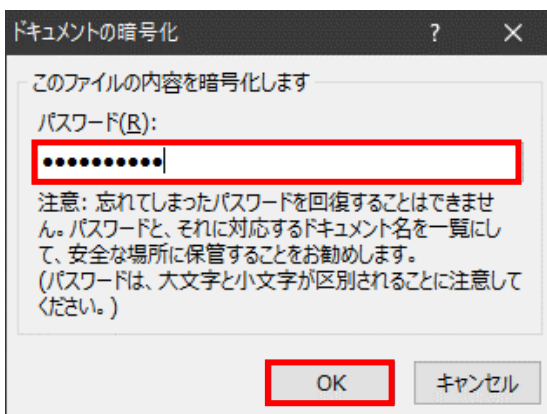 ドキュメントの暗号化 ? ×
このファイルの内容を暗号化します
パスワード(R):
●●●●●●●●●●
注意: 忘れてしまったパスワードを回復することはできませ
ん。パスワードと、それに対応するドキュメント名を一覧にし
て、安全な場所に保管することをお勧めします。
(パスワードは、大文字と小文字が区別されることに注意して
ください。)
OK キャンセル